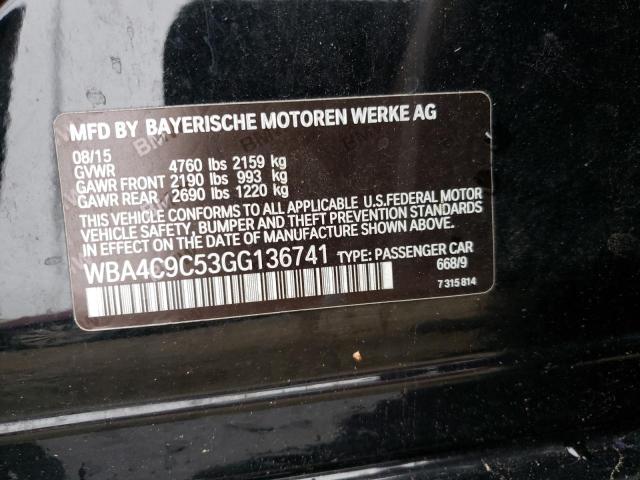 MFD BY BAYERISCHE MOTOREN WERKE AG
08/15
GVWR 4760 lbs 2159 kg
GAWR FRONT 2190 lbs 993 kg
GAWR REAR 2690 lbs 1220 kg
THIS VEHICLE CONFORMS TO ALL APPLICABLE U.S.FEDERAL MOTOR
VEHICLE SAFETY, BUMPER AND THEFT PREVENTION STANDARDS
IN EFFECT ON THE DATE OF MANUFACTURE SHOWN ABOVE.
WBA4C9C53GG136741 TYPE: PASSENGER CAR
668/9
7 315 814